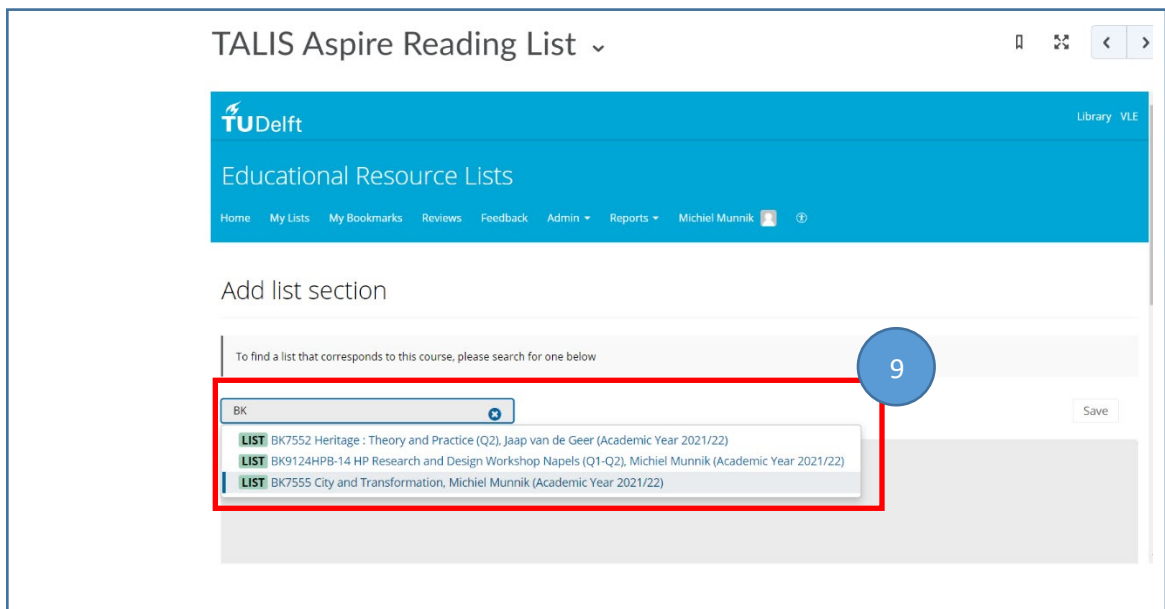 TALIS Aspire Reading List
TUDelft
Library VLE
Educational Resource Lists
Home My Lists My Bookmarks Reviews Feedback Admin Reports Michiel Munnik
Add list section
To find a list that corresponds to this course, please search for one below
9
BK
Save
LIST BK7552 Heritage : Theory and Practice (Q2), Jaap van de Geer (Academic Year 2021/22)
LIST BK9124HPB-14 HP Research and Design Workshop Napels (Q1-Q2), Michiel Munnik (Academic Year 2021/22)
LIST BK7555 City and Transformation, Michiel Munnik (Academic Year 2021/22)